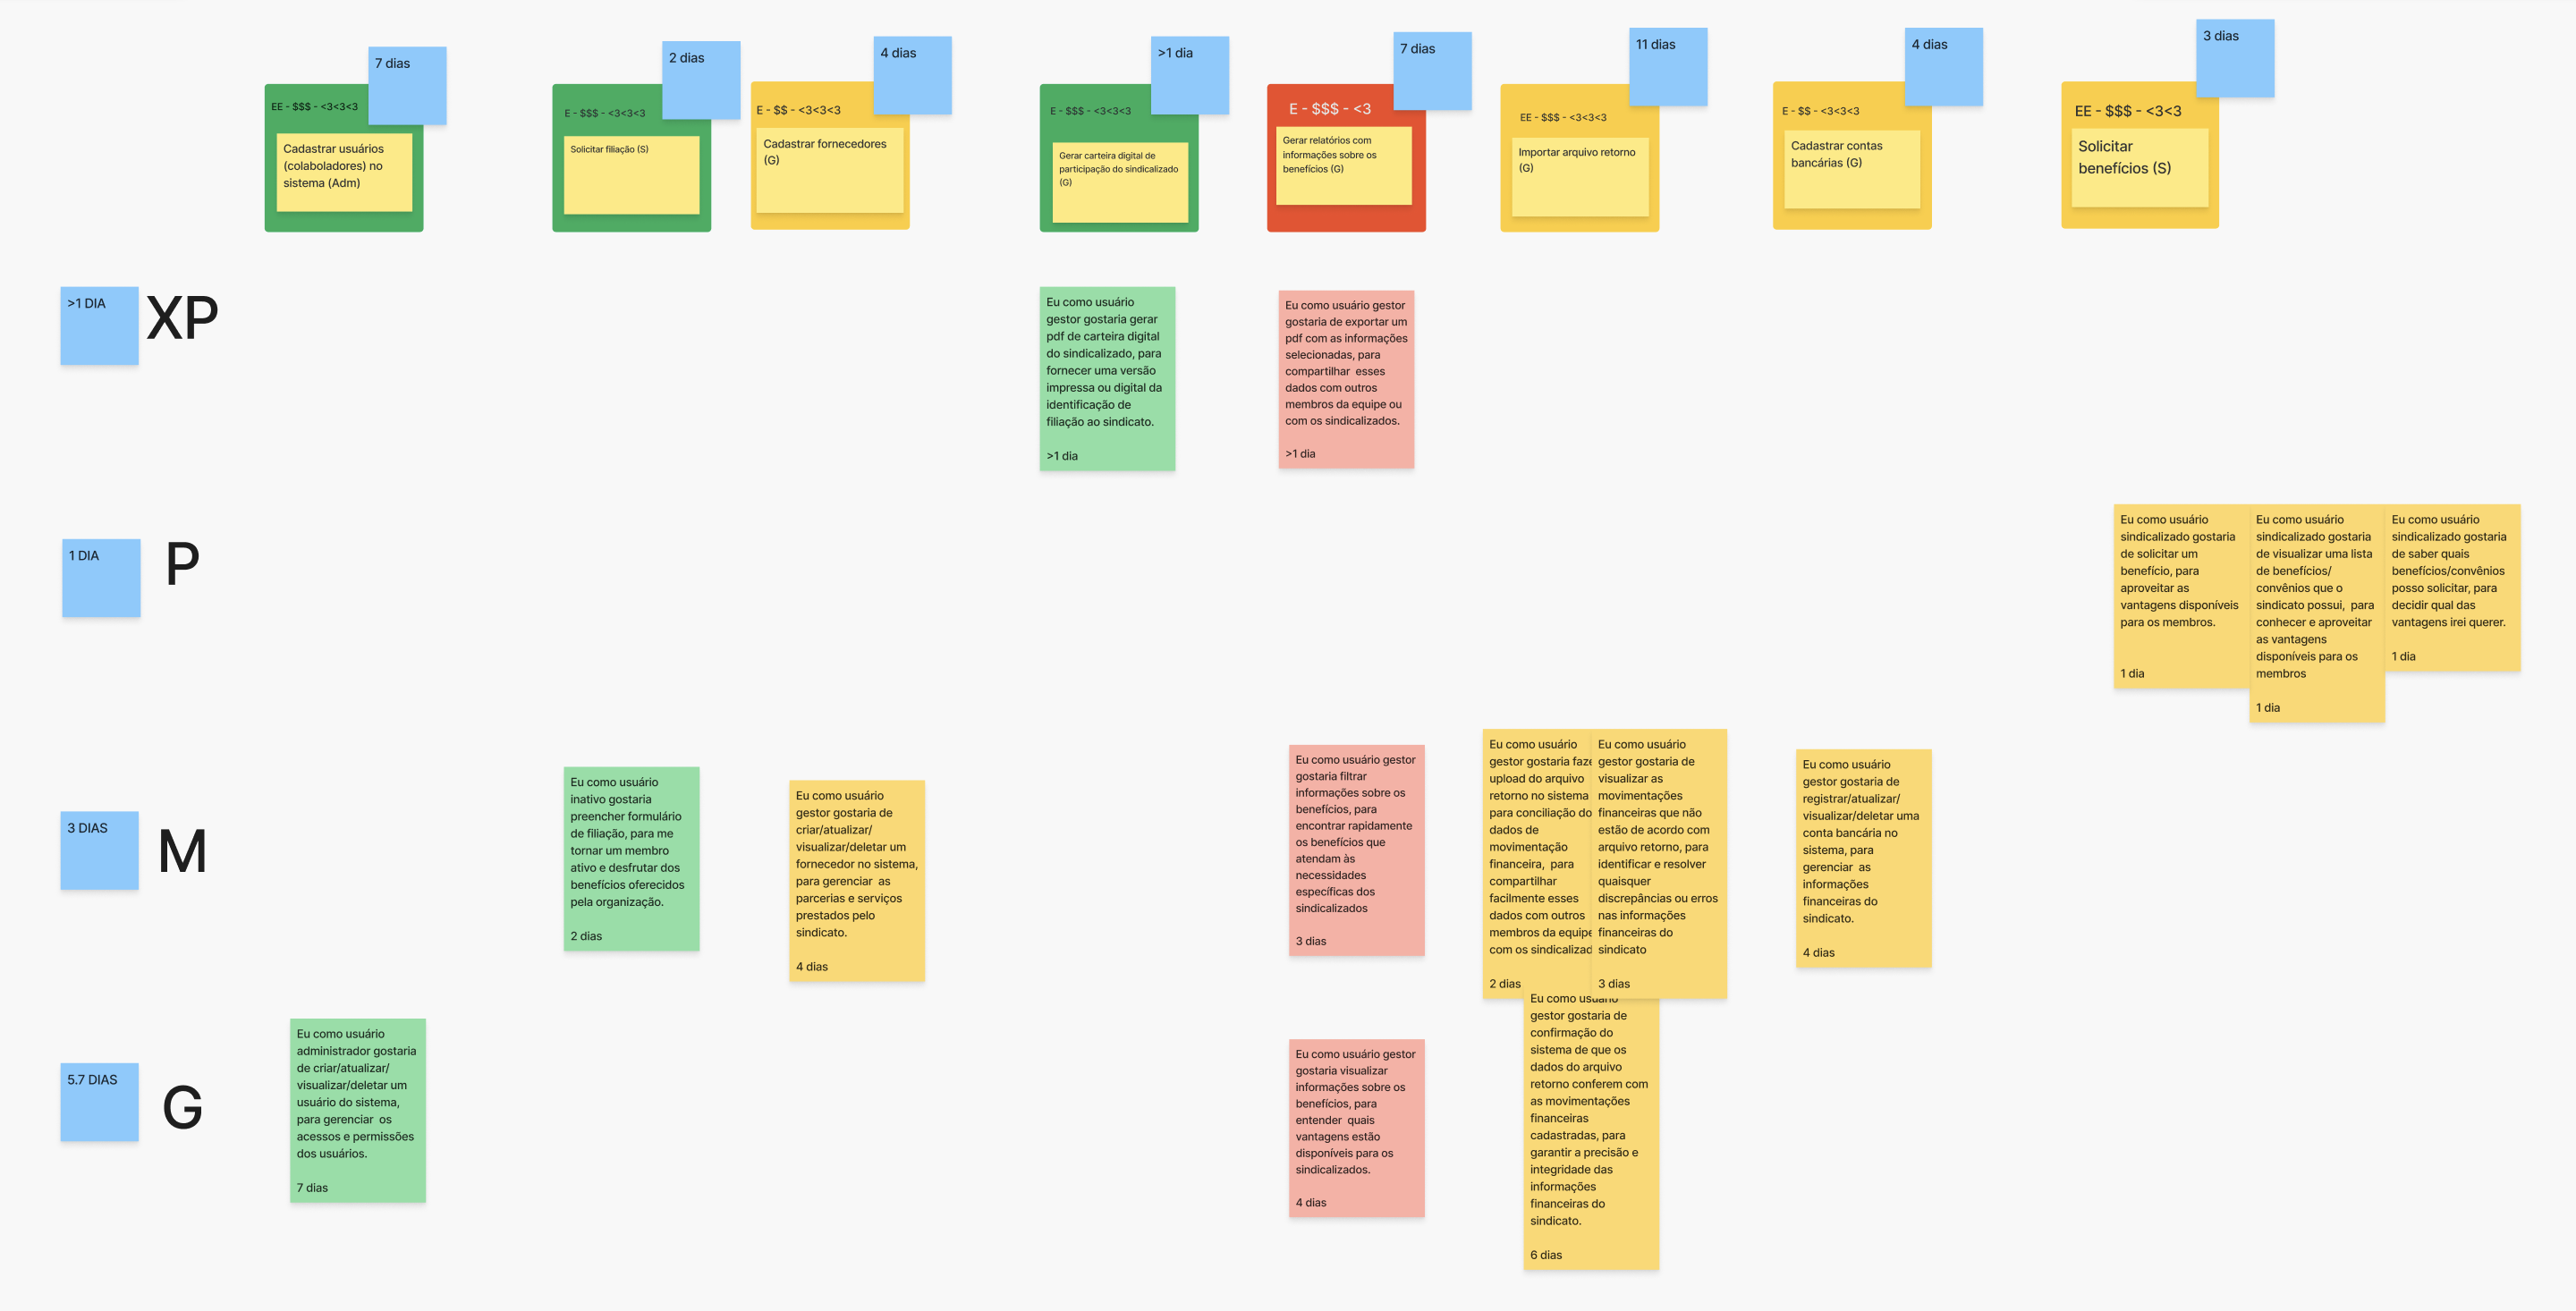 7 dias
EE - $$$ - <3<3<3
Cadastrar usuários
(colaboladores) no
sistema (Adm)
2 dias
E - $$$ - <3<3<3
Solicitar filiação (S)
4 dias
E - $$ - <3<3<3
Cadastrar fornecedores
(G)
>1 dia
E - $$$ - <3<3<3
Gerar carteira digital de
participação do sindicalizado
(G)
7 dias
E - $$$ - <3
Gerar relatórios com
informações sobre os
benefícios (G)
11 dias
EE - $$$ - <3<3<3
Importar arquivo retorno
(G)
4 dias
E - $$ - <3<3<3
Cadastrar contas
bancárias (G)
3 dias
EE - $$$ - <3<3
Solicitar
benefícios (S)
>1 DIA
XP
Eu como usuário
gestor gostaria gerar
pdf de carteira digital
do sindicalizado, para
fornecer uma versão
impressa ou digital da
identificação de
filiação ao sindicato.
>1 dia
Eu como usuário gestor
gostaria de exportar um
pdf com as informações
selecionadas, para
compartilhar  esses
dados com outros
membros da equipe ou
com os sindicalizados.
>1 dia
1 DIA
P
Eu como usuário
sindicalizado gostaria
de solicitar um
benefício, para
aproveitar as
vantagens disponíveis
para os membros.
1 dia
Eu como usuário
sindicalizado gostaria
de visualizar uma lista
de benefícios/
convênios que o
sindicato possui,  para
conhecer e aproveitar
as vantagens
disponíveis para os
membros
1 dia
Eu como usuário
sindicalizado gostaria
de saber quais
benefícios/convênios
posso solicitar, para
decidir qual das
vantagens irei querer.
1 dia
3 DIAS
M
Eu como usuário
inativo gostaria
preencher formulário
de filiação, para me
tornar um membro
ativo e desfrutar dos
benefícios oferecidos
pela organização.
2 dias
Eu como usuário
gestor gostaria de
criar/atualizar/
visualizar/deletar um
fornecedor no sistema,
para gerenciar  as
parcerias e serviços
prestados pelo
sindicato.
4 dias
Eu como usuário gestor
gostaria filtrar
informações sobre os
benefícios, para
encontrar rapidamente
os benefícios que
atendam às
necessidades
específicas dos
sindicalizados
3 dias
Eu como usuário
gestor gostaria faze
upload do arquivo
retorno no sistema
para conciliação do
dados de
movimentação
financeira,  para
compartilhar
facilmente esses
dados com outros
membros da equipe
com os sindicalizad
2 dias
Eu como usuário
gestor gostaria de
visualizar as
movimentações
financeiras que não
estão de acordo com
arquivo retorno, para
identificar e resolver
quaisquer
discrepâncias ou erros
nas informações
financeiras do
sindicato
3 dias
Eu como usuário
gestor gostaria de
registrar/atualizar/
visualizar/deletar uma
conta bancária no
sistema, para
gerenciar  as
informações
financeiras do
sindicato.
4 dias
5.7 DIAS
G
Eu como usuário
administrador gostaria
de criar/atualizar/
visualizar/deletar um
usuário do sistema,
para gerenciar  os
acessos e permissões
dos usuários.
7 dias
Eu como usuário gestor
gostaria visualizar
informações sobre os
benefícios, para
entender  quais
vantagens estão
disponíveis para os
sindicalizados.
4 dias
Eu como usuário
gestor gostaria de
confirmação do
sistema de que os
dados do arquivo
retorno conferem com
as movimentações
financeiras
cadastradas, para
garantir a precisão e
integridade das
informações
financeiras do
sindicato.
6 dias